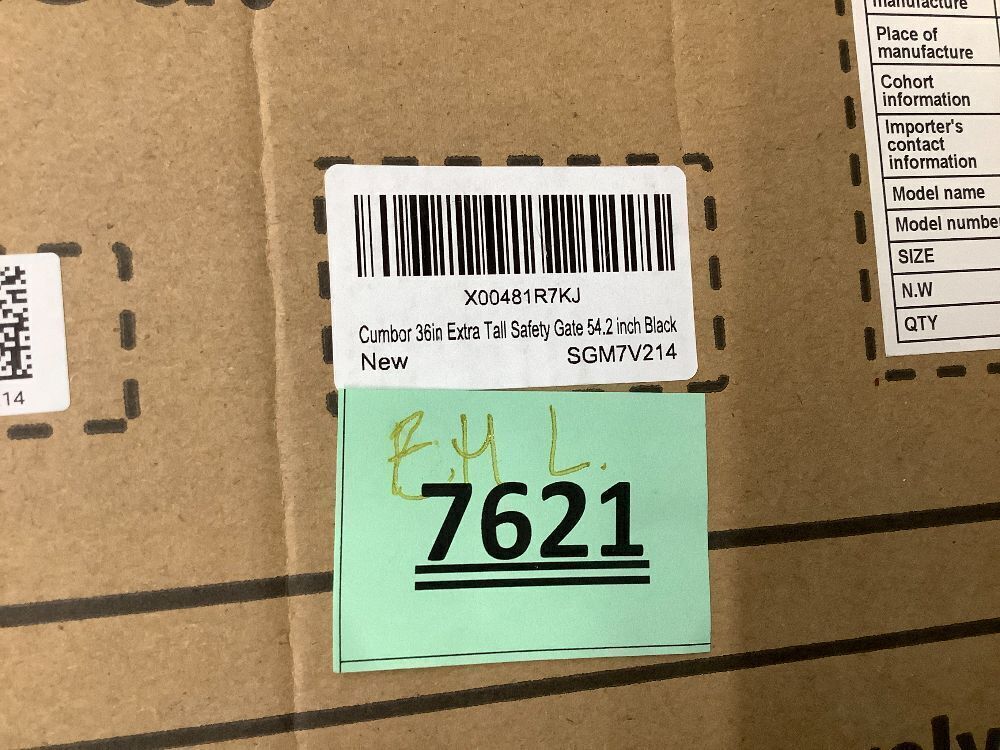 manufacture
Place of
manufacture
Cohort
information
Importer's
contact
information
Model name
Model number
SIZE
N.W
QTY
X00481R7KJ
Cumbor 36in Extra Tall Safety Gate 54.2 inch Black
New SGM7V214
14
E.H L.
7621